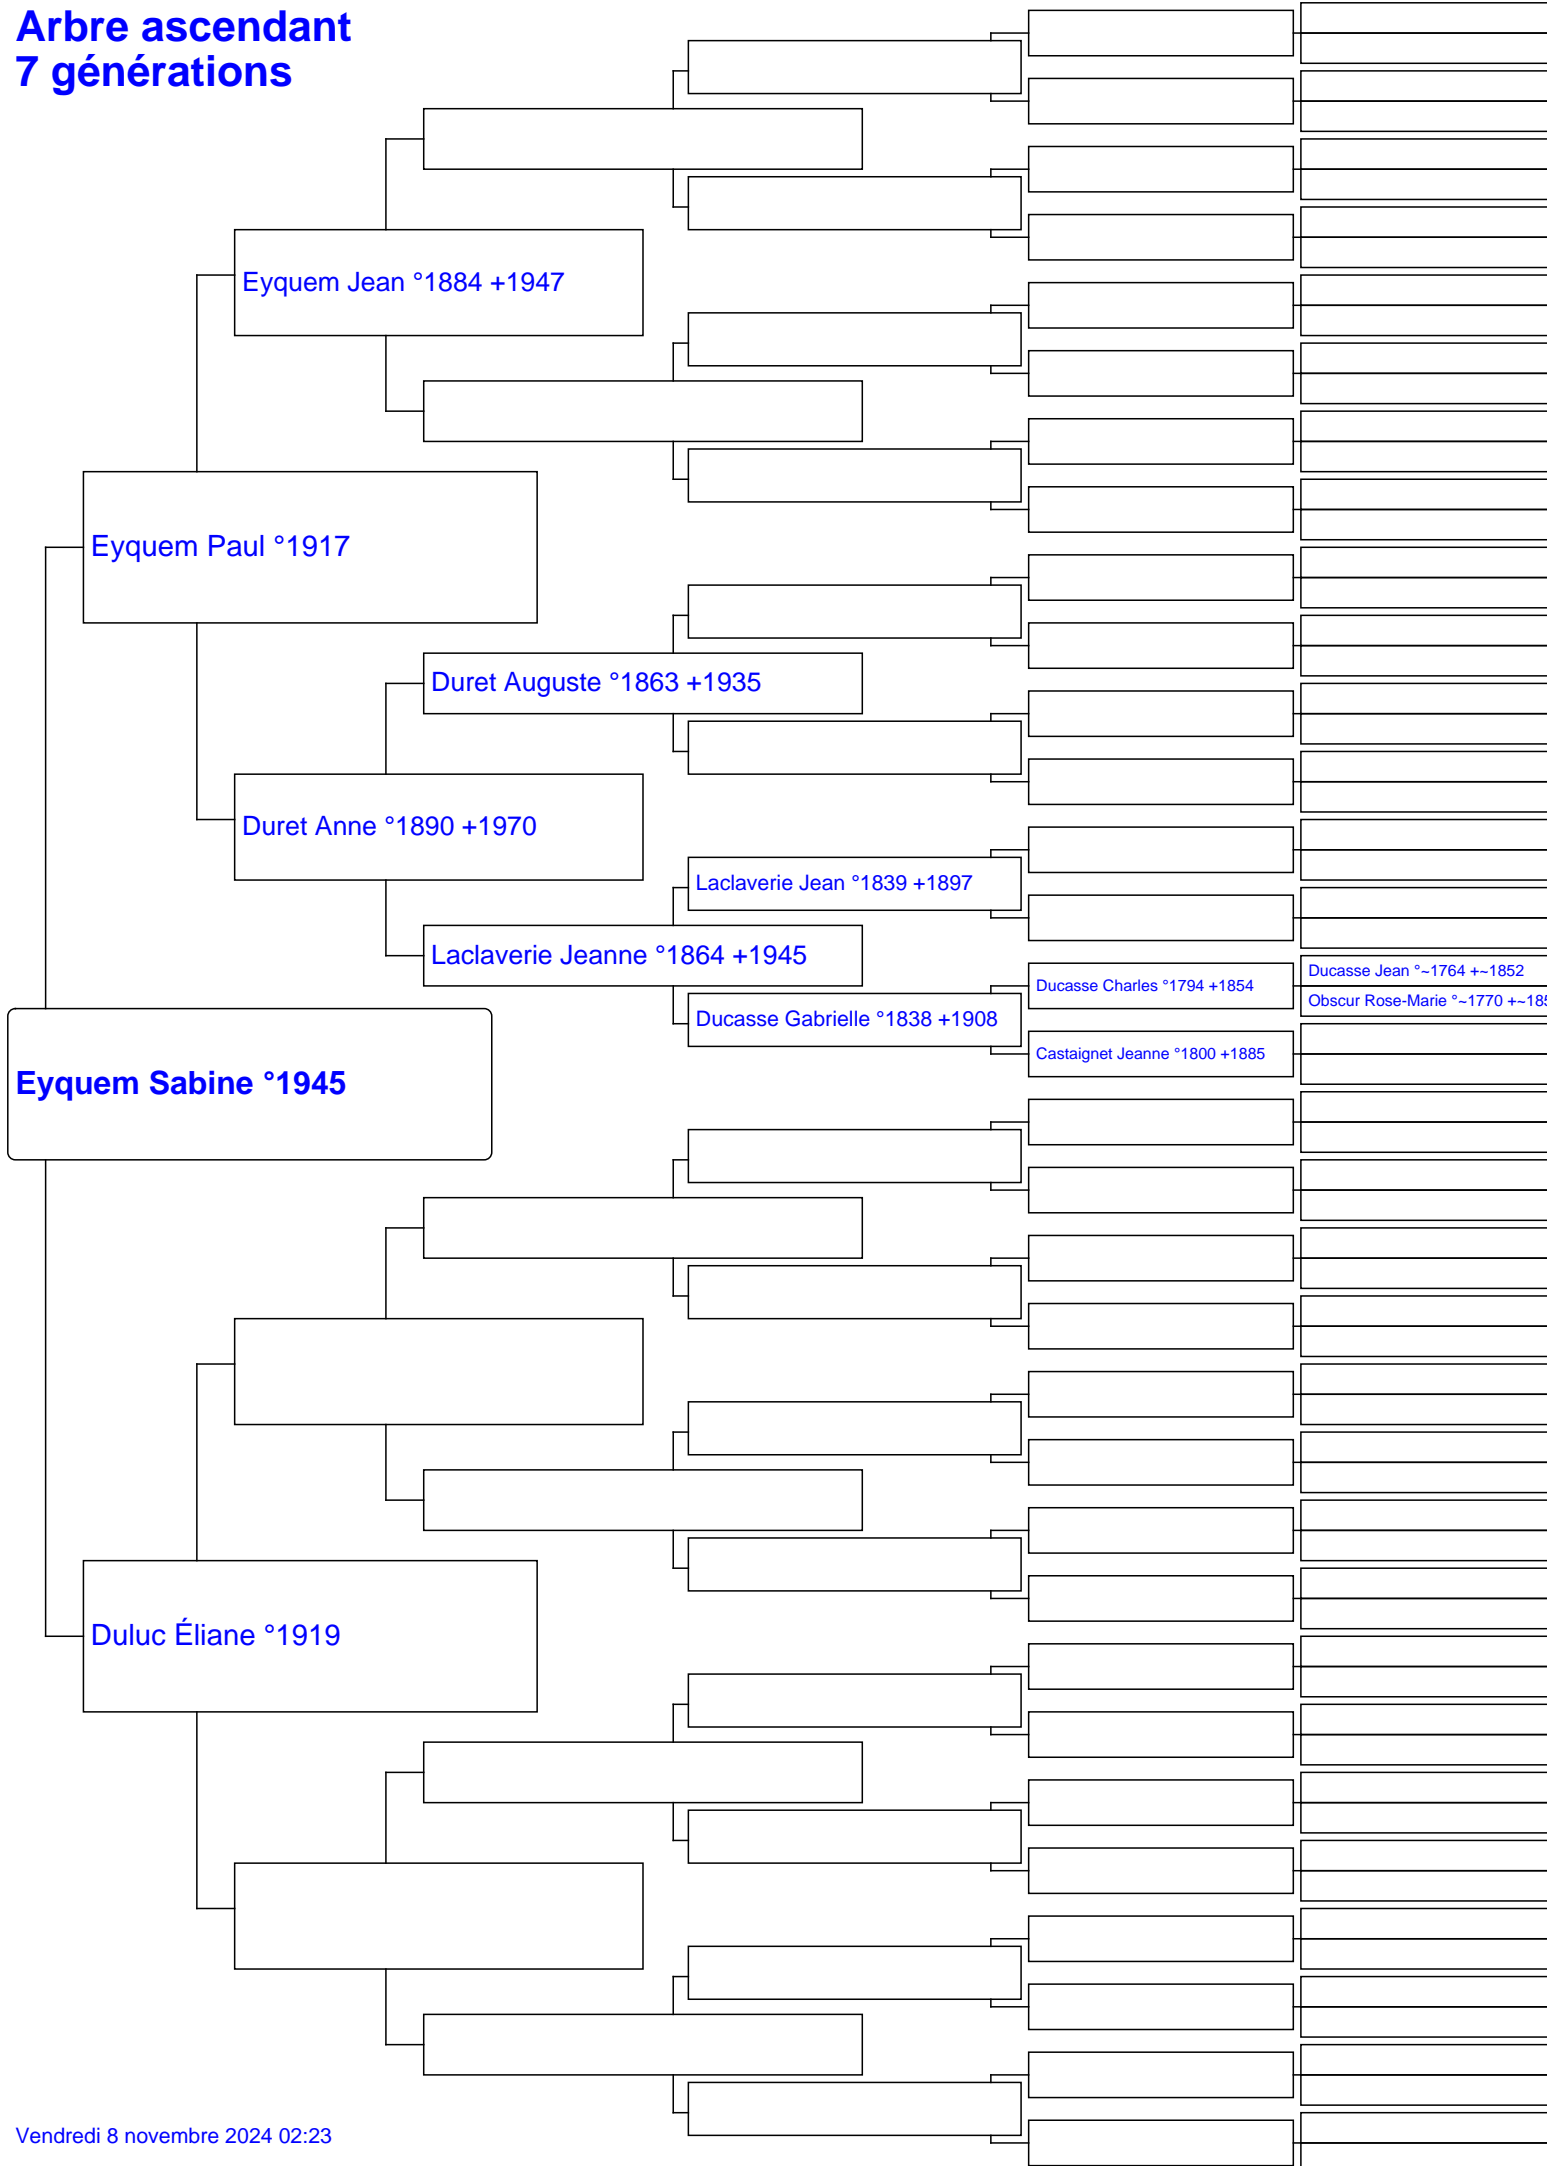 Arbre ascendant
7 générations
Eyquem Jean °1884 +1947
Eyquem Paul °1917
Duret Auguste °1863 +1935
Duret Anne °1890 +1970
Laclaverie Jean °1839 +1897
Laclaverie Jeanne °1864 +1945
Ducasse Jean °~1764 +~1852
Ducasse Charles °1794 +1854
Obscur Rose-Marie °~1770
Ducasse Gabrielle °1838 +1908
Castaignet Jeanne °1800 +1885
Eyquem Sabine °1945
Duluc Éliane °1919
Vendredi 8 novembre 2024 02:23